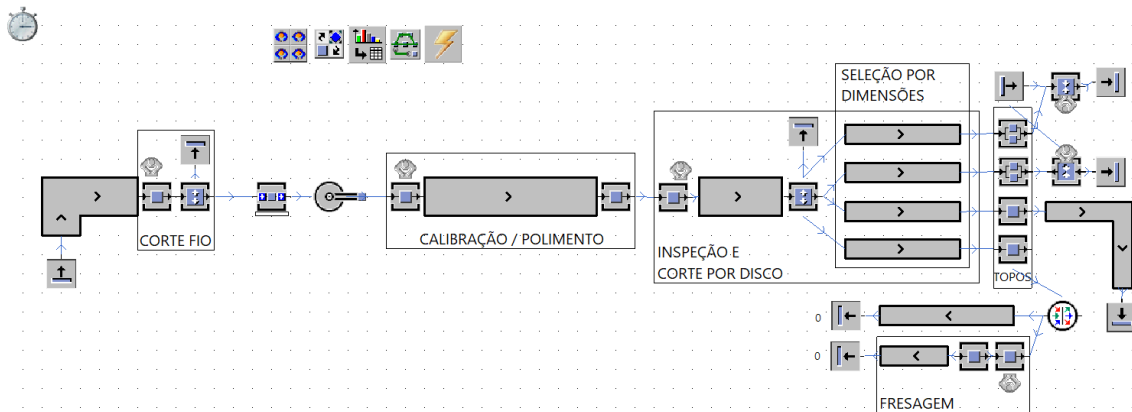 SELEÇÃO POR
DIMENSÕES
CORTE FIO
CALIBRAÇÃO / POLIMENTO
INSPEÇÃO E
CORTE POR DISCO
TOPOS
0
0
FRESAGEM